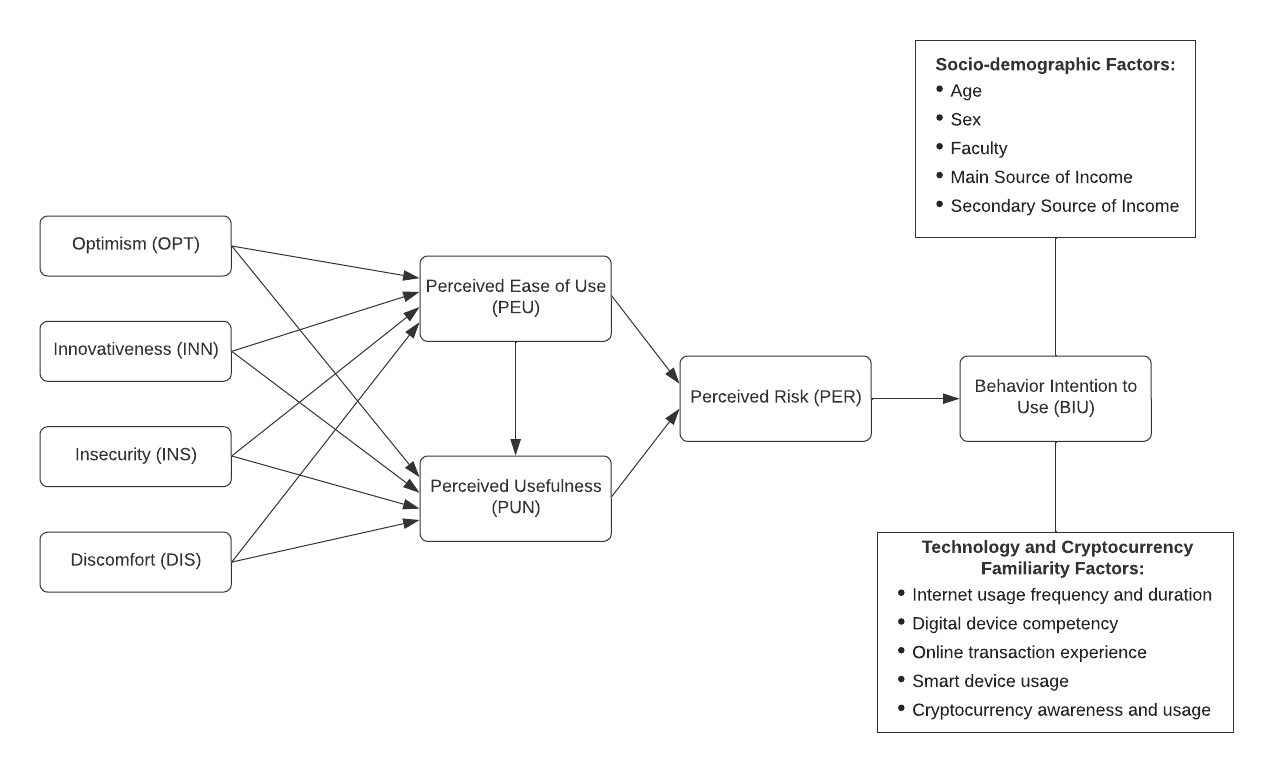 Socio-demographic Factors:
• Age
• Sex
• Faculty
• Main Source of Income
• Secondary Source of Income
Optimism (OPT)
Innovativeness (INN)
Insecurity (INS)
Discomfort (DIS)
Perceived Ease of Use
(PEU)
Perceived Usefulness
(PUN)
Perceived Risk (PER)
Behavior Intention to
Use (BIU)
Technology and Cryptocurrency
Familiarity Factors:
• Internet usage frequency and duration
• Digital device competency
• Online transaction experience
• Smart device usage
• Cryptocurrency awareness and usage